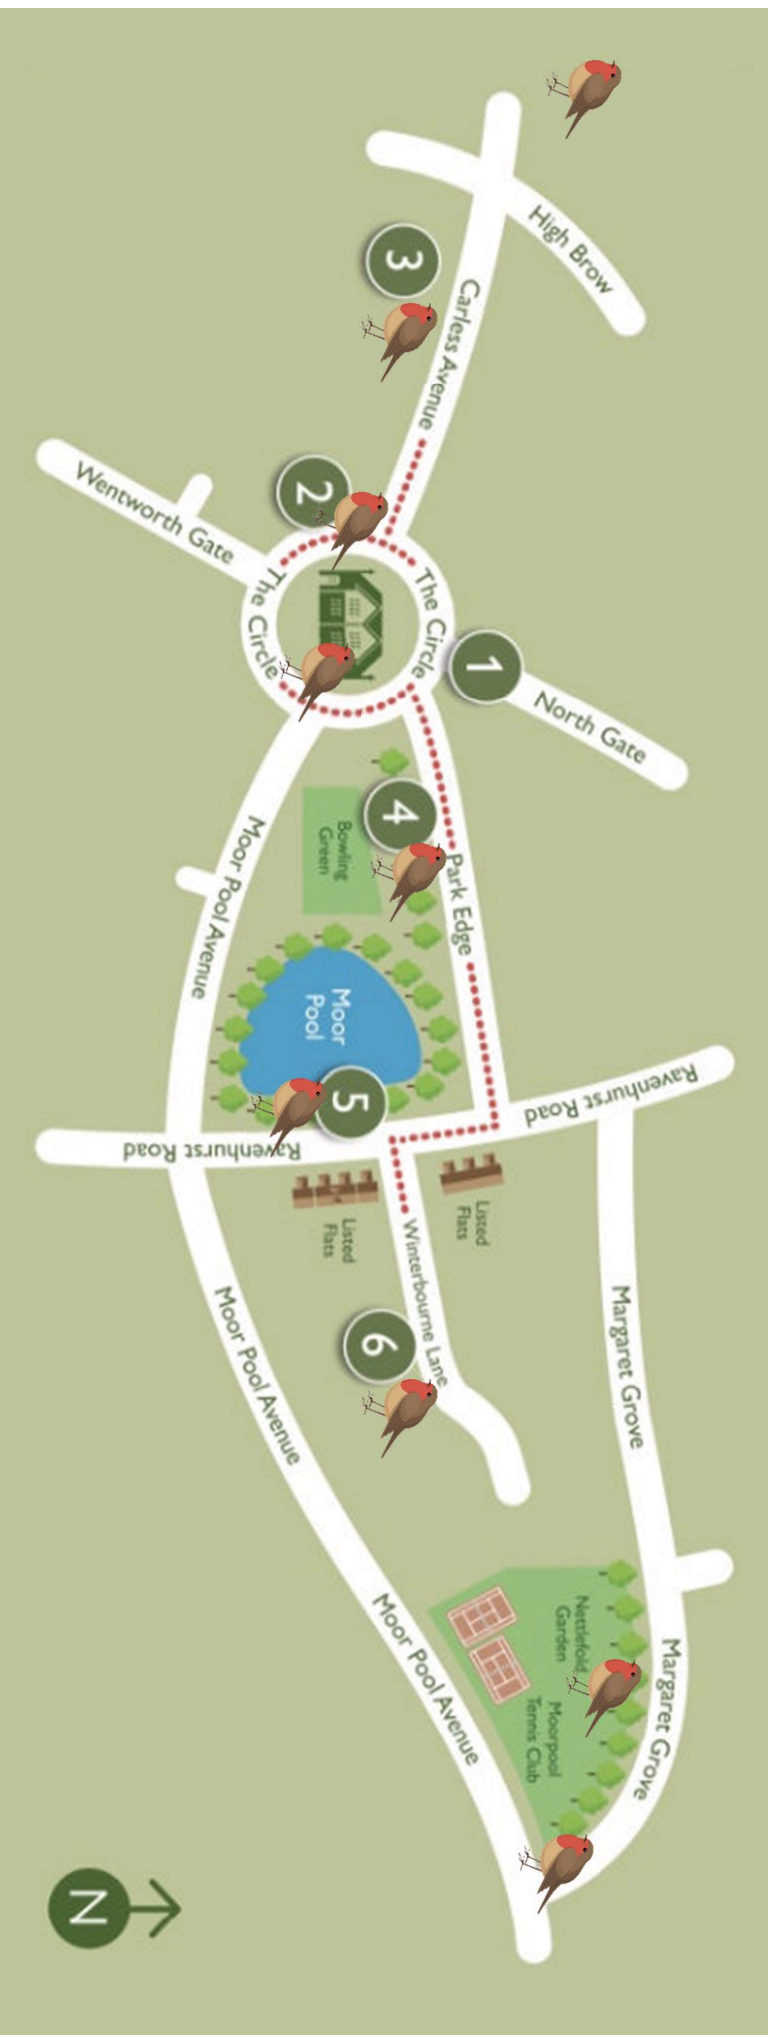 High Brow
3
Carless Avenue
2
Wentworth Gate
The Circle
The Circle
1
North Gate
4
Bowling
Green
Park Edge
Moor Pool Avenue
Moor
Pool
5
Ravenhurst Road
Ravenhurst Road
Listed
Flats
Listed
Flats
Winterbourne Lane
6
Margaret Grove
Moor Pool Avenue
Nettlefold
Garden
Moorpool
Tennis Club
Margaret Grove
Moor Pool Avenue
N